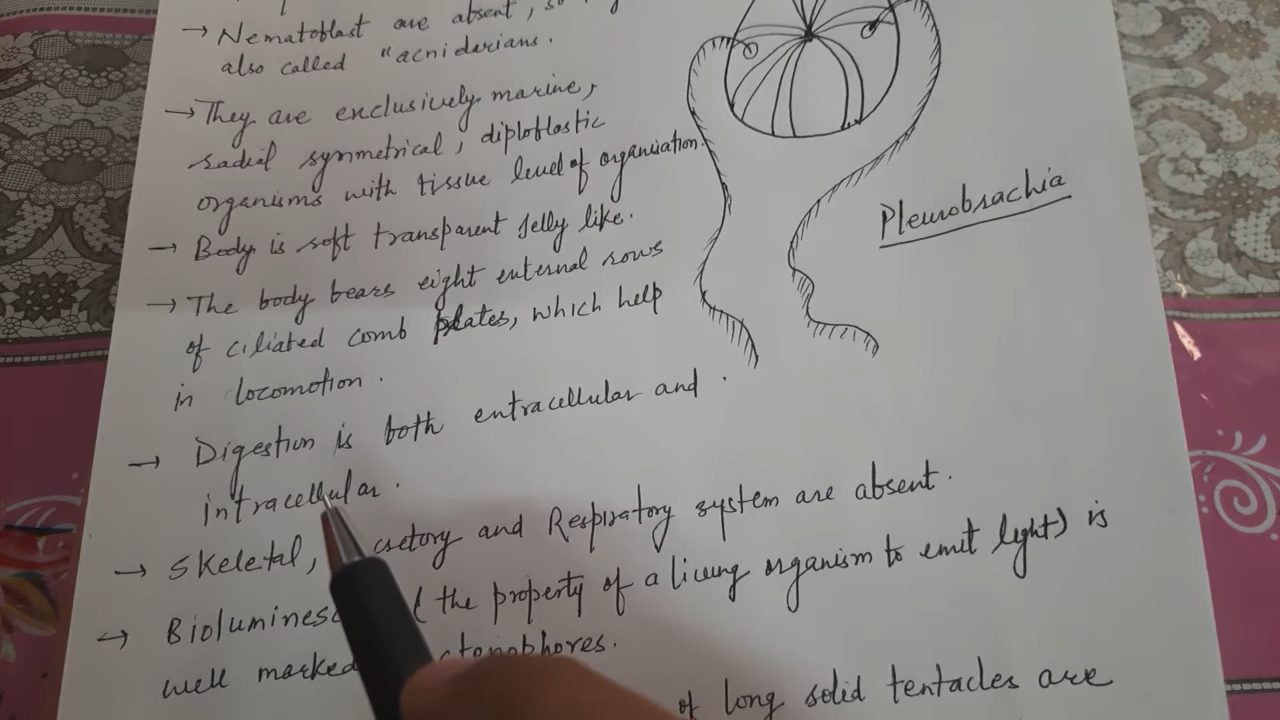 → Nematoblast are absent, so
also called "acnidarians.
→ They are exclusively marine,
radial symmetrical, diploblastic
organisms with tissue level of organisation.
→ Body is soft transparent Jelly like.
→ The body bears eight external rows
of ciliated comb plates, which help
in locomotion.
→ Digestion is both extracellular and
intracellular.
→ Skeletal, and Respiratory system are absent.
→ (the property of a living organism to emit light) is
well marked ctenophores.
of long solid tentacles are
Pleurobrachia